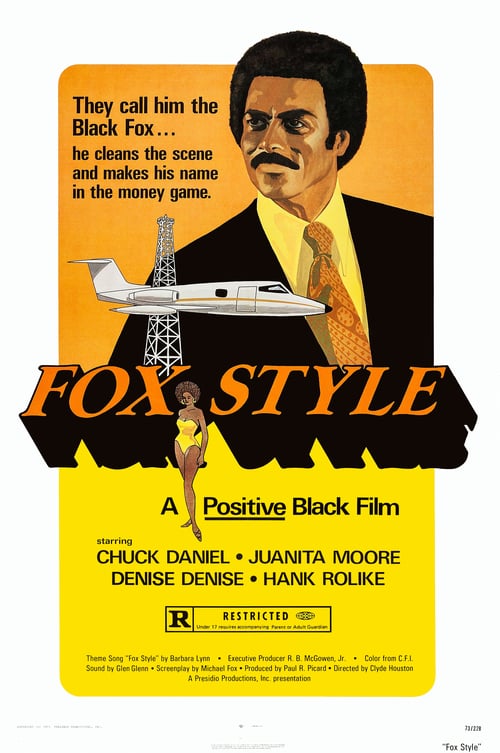 They call him the
Black Fox...
he cleans the scene
and makes his name
in the money game.
FOX STYLE
A Positive Black Film
starring
CHUCK DANIEL • JUANITA MOORE
DENISE DENISE • HANK ROLIKE
R RESTRICTED
Under 17 requires accompanying Parent or Adult Guardian
Theme Song "Fox Style" by Barbara Lynn • Executive Producer R. B. McGowen, Jr. • Color from C.F.I.
Sound by Glen Glenn • Screenplay by Michael Fox • Produced by Paul R. Picard • Directed by Clyde Houston
A Presidio Productions, Inc. presentation
73/228
"Fox Style"